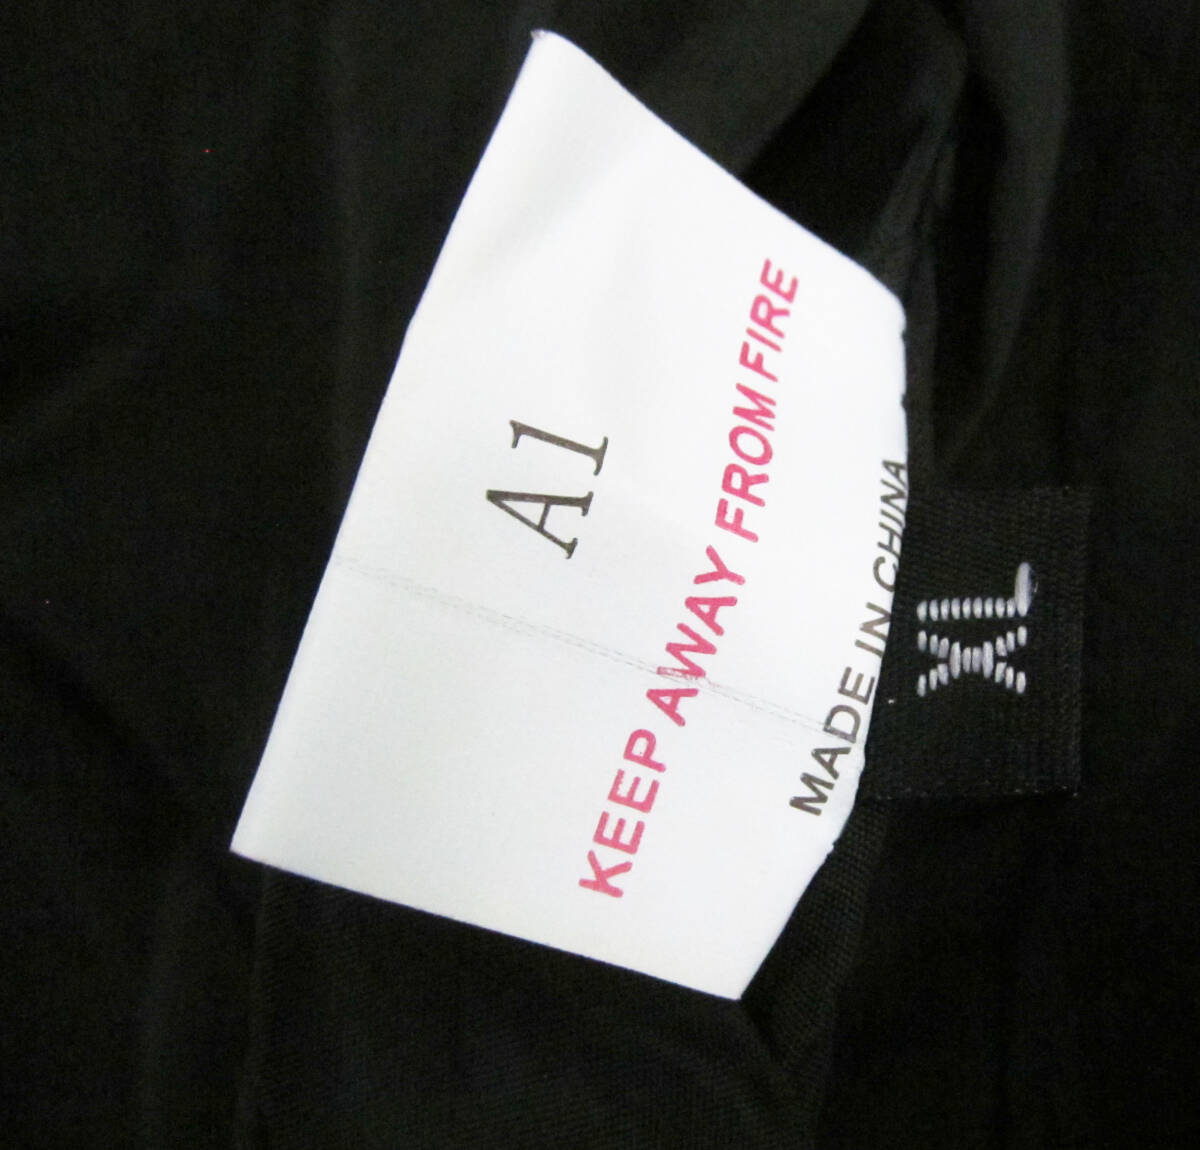 A1
KEEP AWAY FROM FIRE
MADE IN CHINA
XL